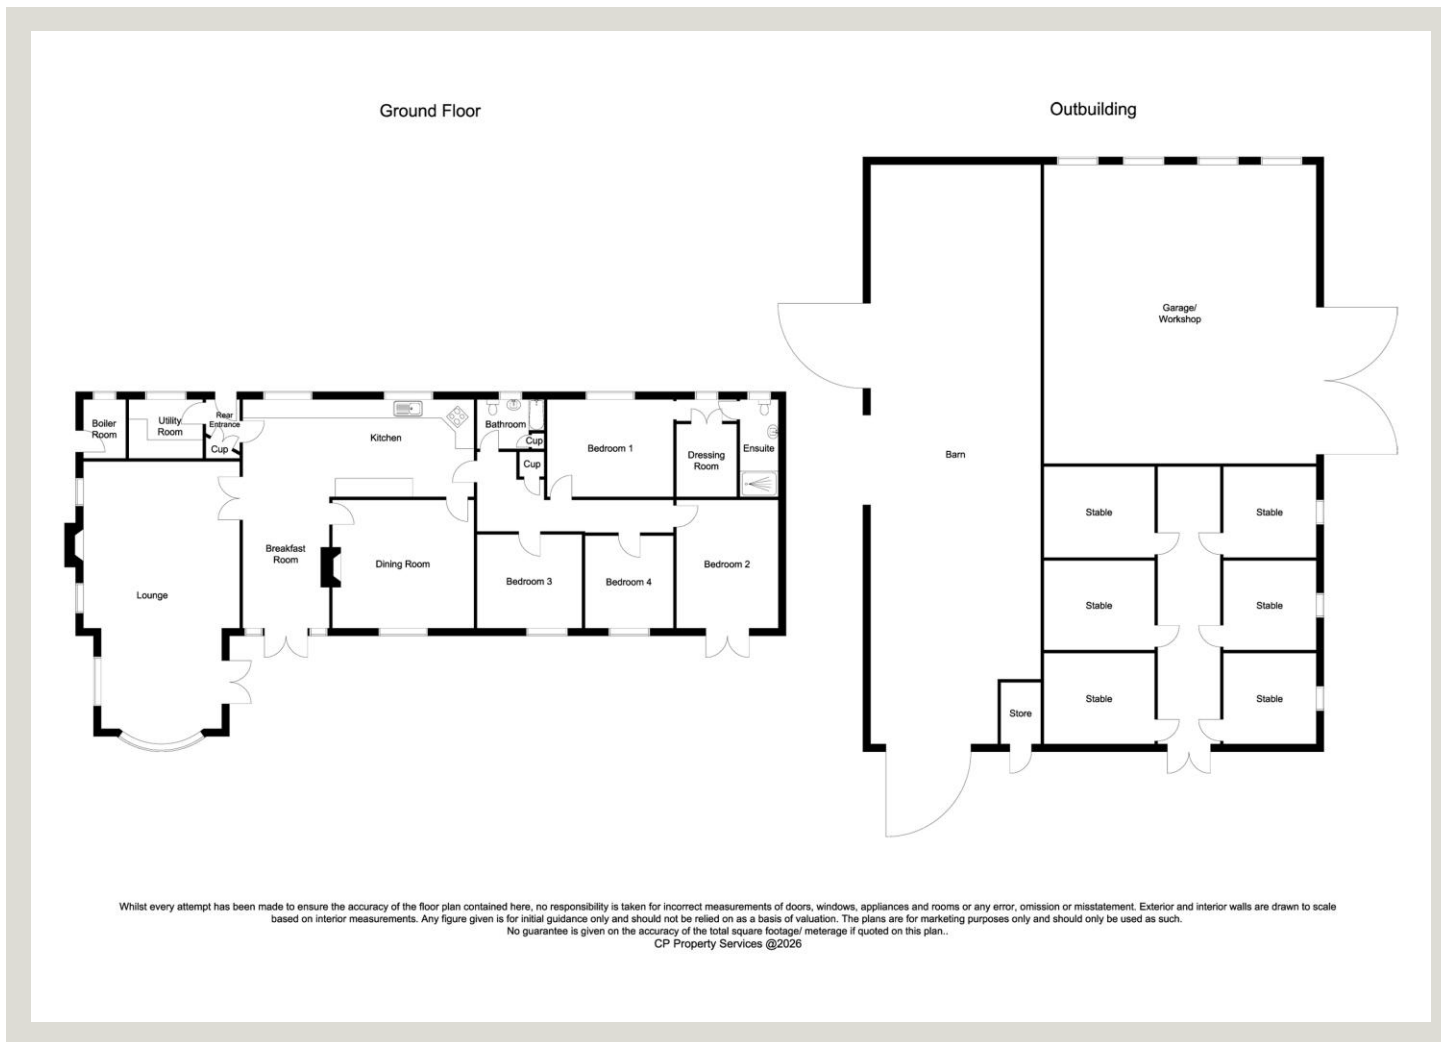 Ground Floor
Outbuilding
Garage/
Workshop
Barn
Boiler
Room
Utility
Room
Rear
Entrance
Cup
Kitchen
Bathroom
Cup
Cup
Bedroom 1
Dressing
Room
Ensuite
Breakfast
Room
Dining Room
Lounge
Bedroom 3
Bedroom 4
Bedroom 2
Stable
Stable
Stable
Stable
Stable
Stable
Store
Whilst every attempt has been made to ensure the accuracy of the floor plan contained here, no responsibility is taken for incorrect measurements of doors, windows, appliances and rooms or any error, omission or misstatement. Exterior and interior walls are drawn to scale
based on interior measurements. Any figure given is for initial guidance only and should not be relied on as a basis of valuation. The plans are for marketing purposes only and should only be used as such.
No guarantee is given on the accuracy of the total square footage/ meterage if quoted on this plan..
CP Property Services @2026